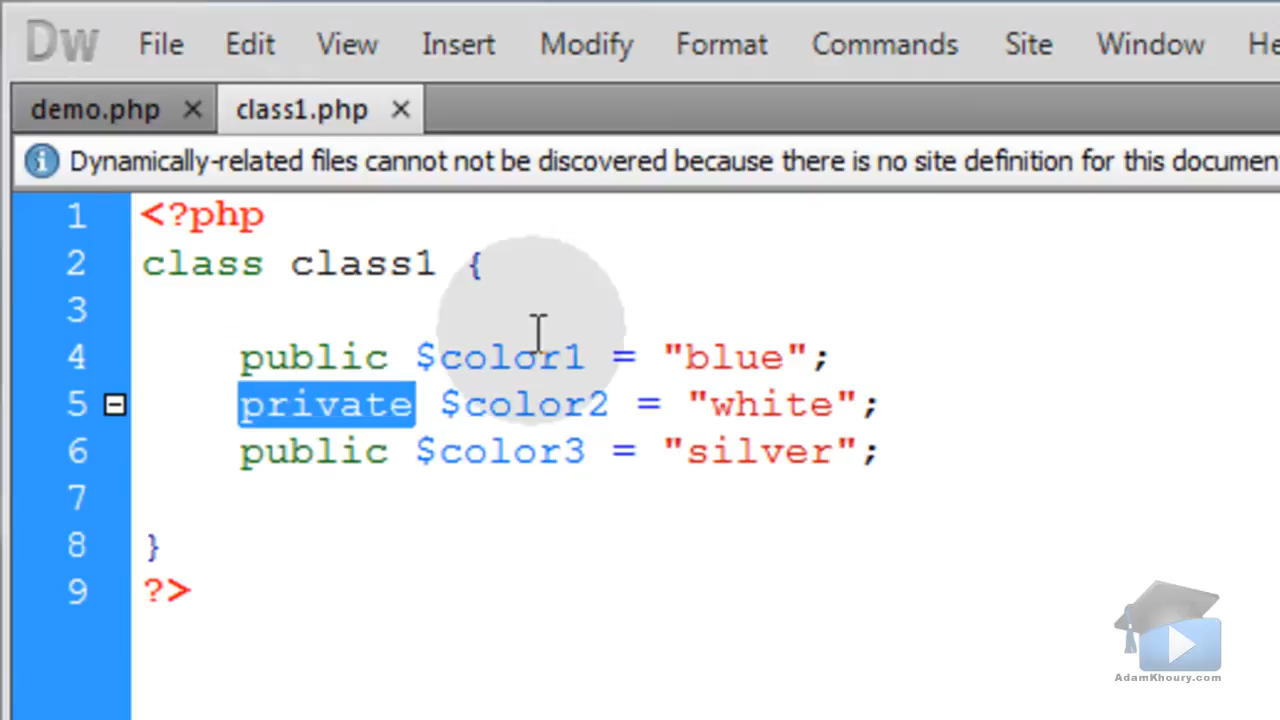 Dw File Edit View Insert Modify Format Commands Site Window He
demo.php × class1.php ×
Dynamically-related files cannot not be discovered because there is no site definition for this documen
1 <?php
2 class class1 {
3
4 public $color1 = "blue";
5 private $color2 = "white";
6 public $color3 = "silver";
7
8 }
9 ?>
AdamKhoury.com